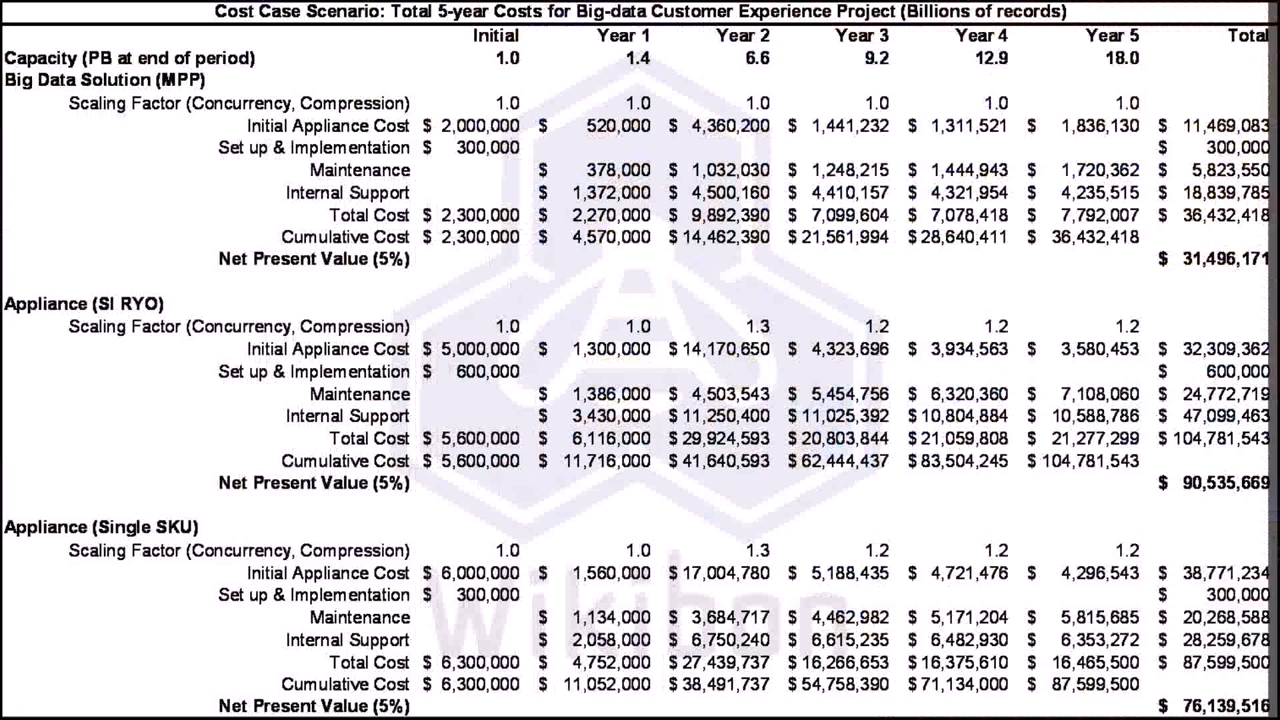 Cost Case Scenario: Total 5-year Costs for Big-data Customer Experience Project (Billions of records)
Initial Year 1 Year 2 Year 3 Year 4 Year 5 Total
Capacity (PB at end of period) 1.0 1.4 6.6 9.2 12.9 18.0
Big Data Solution (MPP)
Scaling Factor (Concurrency, Compression) 1.0 1.0 1.0 1.0 1.0 1.0
Initial Appliance Cost $ 2,000,000 $ 520,000 $ 4,360,200 $ 1,441,232 $ 1,311,521 $ 1,836,130 $ 11,469,083
Set up & Implementation $ 300,000 $ 300,000
Maintenance $ 378,000 $ 1,032,030 $ 1,248,215 $ 1,444,943 $ 1,720,362 $ 5,823,550
Internal Support $ 1,372,000 $ 4,500,160 $ 4,410,157 $ 4,321,954 $ 4,235,515 $ 18,839,785
Total Cost $ 2,300,000 $ 2,270,000 $ 9,892,390 $ 7,099,604 $ 7,078,418 $ 7,792,007 $ 36,432,418
Cumulative Cost $ 2,300,000 $ 4,570,000 $ 14,462,390 $ 21,561,994 $ 28,640,411 $ 36,432,418
Net Present Value (5%) $ 31,496,171
Appliance (SI RYO)
Scaling Factor (Concurrency, Compression) 1.0 1.0 1.3 1.2 1.2 1.2
Initial Appliance Cost $ 5,000,000 $ 1,300,000 $ 14,170,650 $ 4,323,696 $ 3,934,563 $ 3,580,453 $ 32,309,362
Set up & Implementation $ 600,000 $ 600,000
Maintenance $ 1,386,000 $ 4,503,543 $ 5,454,756 $ 6,320,360 $ 7,108,060 $ 24,772,719
Internal Support $ 3,430,000 $ 11,250,400 $ 11,025,392 $ 10,804,884 $ 10,588,786 $ 47,099,463
Total Cost $ 5,600,000 $ 6,116,000 $ 29,924,593 $ 20,803,844 $ 21,059,808 $ 21,277,299 $ 104,781,543
Cumulative Cost $ 5,600,000 $ 11,716,000 $ 41,640,593 $ 62,444,437 $ 83,504,245 $ 104,781,543
Net Present Value (5%) $ 90,535,669
Appliance (Single SKU)
Scaling Factor (Concurrency, Compression) 1.0 1.0 1.3 1.2 1.2 1.2
Initial Appliance Cost $ 6,000,000 $ 1,560,000 $ 17,004,780 $ 5,188,435 $ 4,721,476 $ 4,296,543 $ 38,771,234
Set up & Implementation $ 300,000 $ 300,000
Maintenance $ 1,134,000 $ 3,684,717 $ 4,462,982 $ 5,171,204 $ 5,815,685 $ 20,268,588
Internal Support $ 2,058,000 $ 6,750,240 $ 6,615,235 $ 6,482,930 $ 6,353,272 $ 28,259,678
Total Cost $ 6,300,000 $ 4,752,000 $ 27,439,737 $ 16,266,653 $ 16,375,610 $ 16,465,500 $ 87,599,500
Cumulative Cost $ 6,300,000 $ 11,052,000 $ 38,491,737 $ 54,758,390 $ 71,134,000 $ 87,599,500
Net Present Value (5%) $ 76,139,516
Wikibon